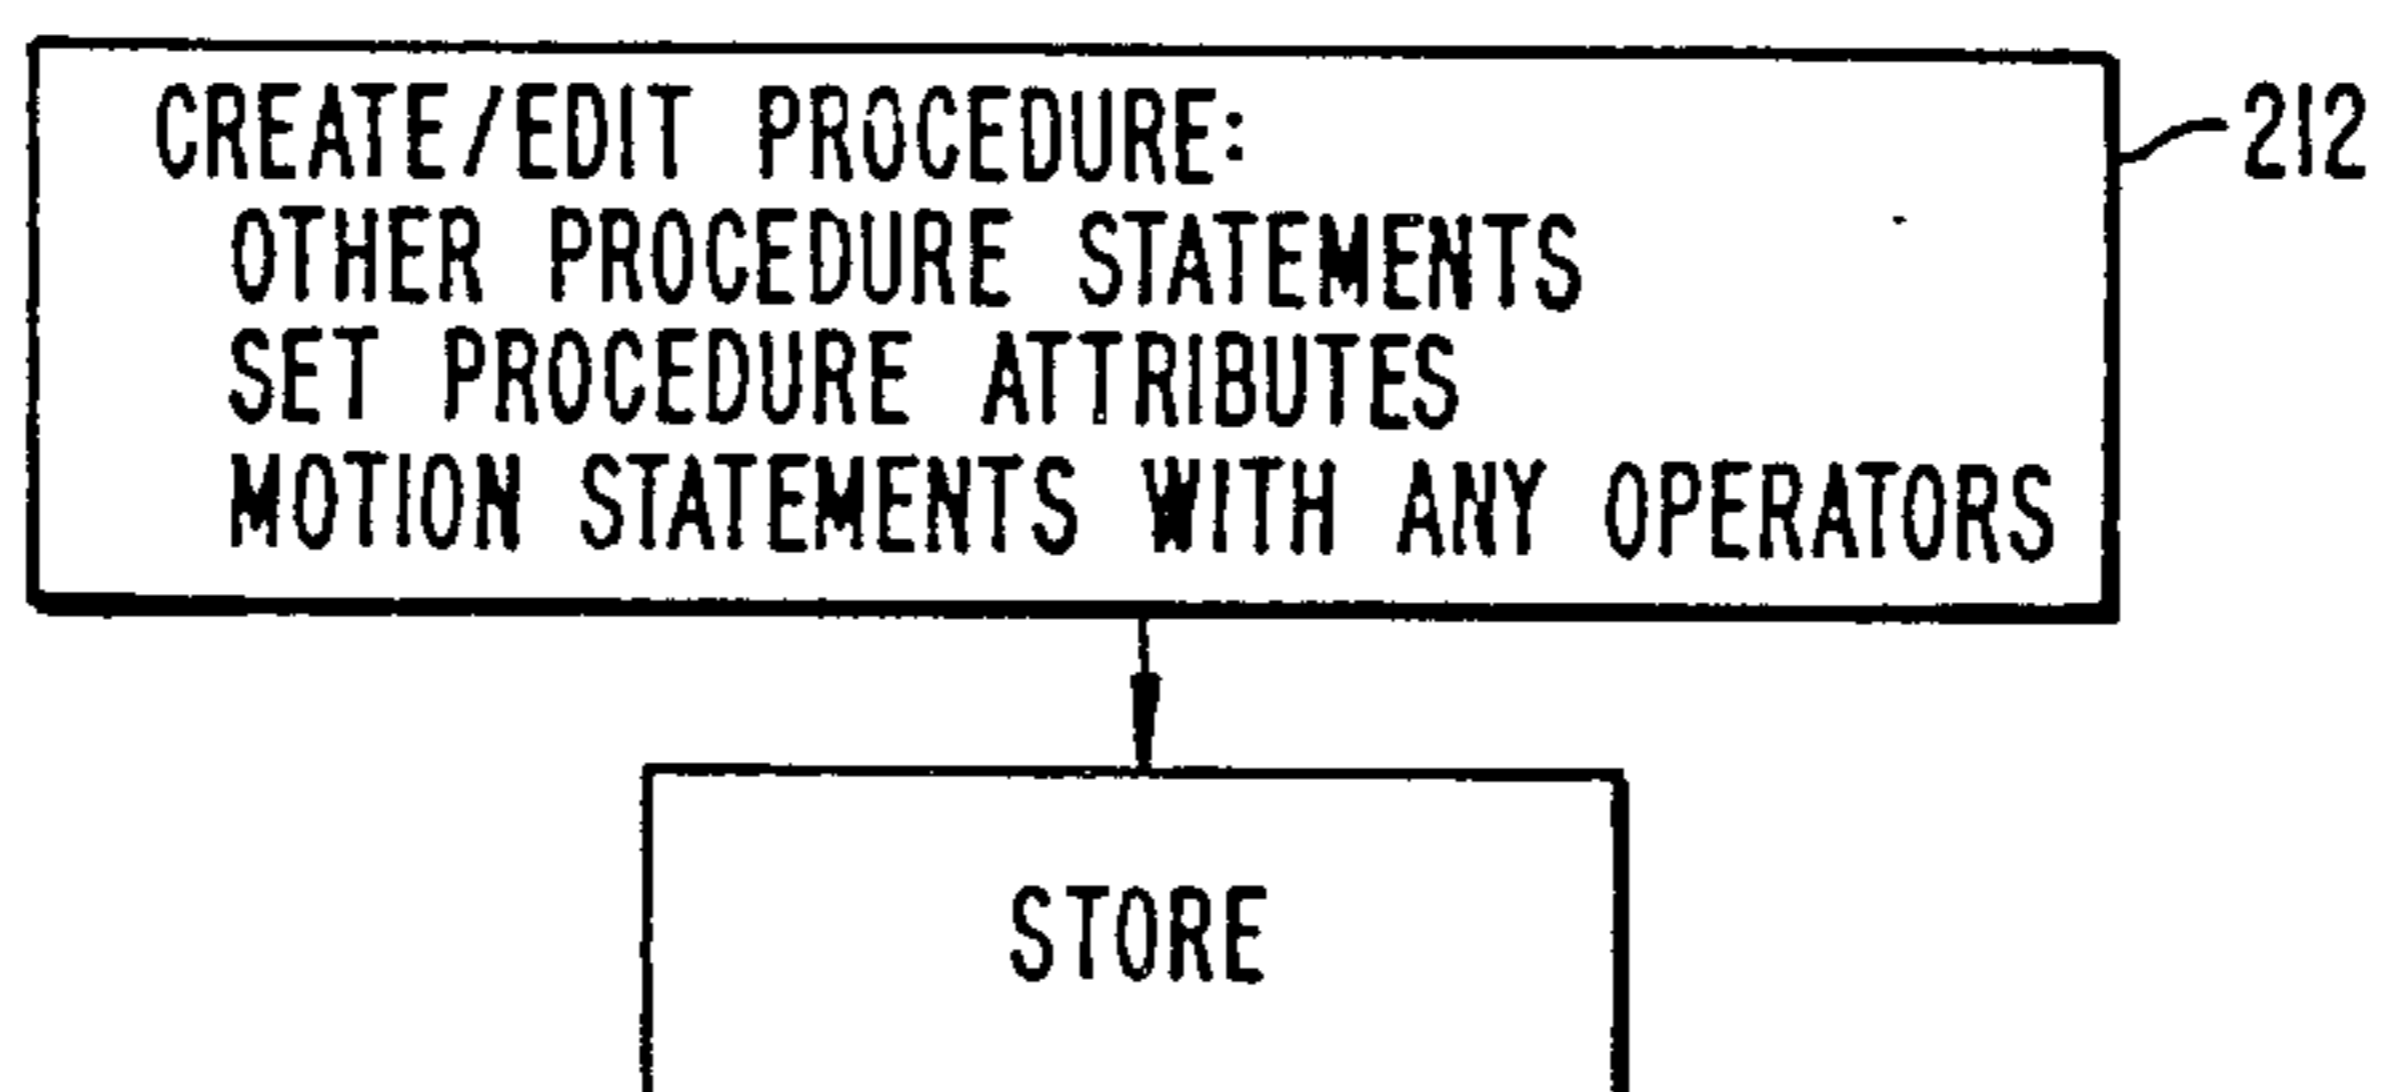 CREATE/EDIT PROCEDURE:
212
OTHER PROCEDURE STATEMENTS
SET PROCEDURE ATTRIBUTES
MOTION STATEMENTS WITH ANY OPERATORS
STORE